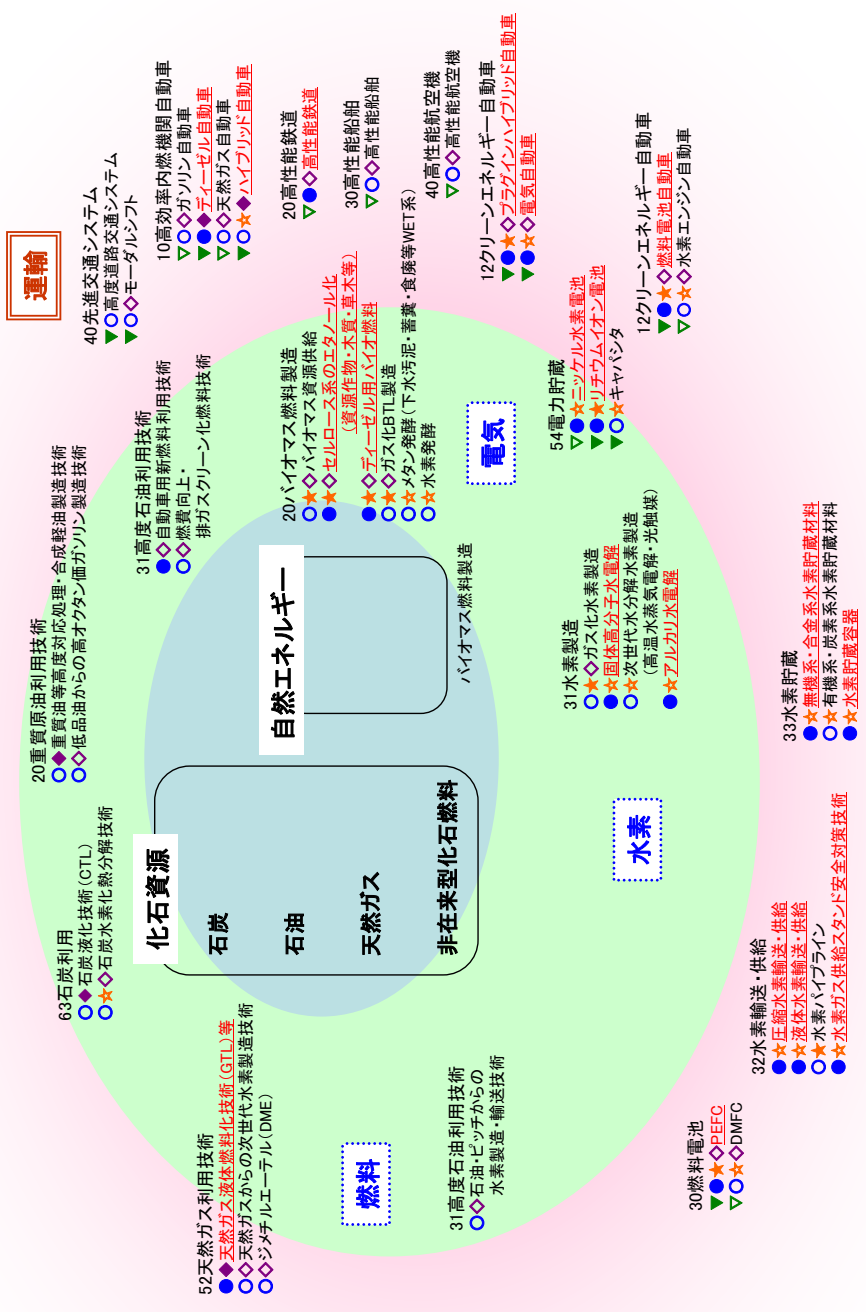 運輸
20重質原油利用技術
○◆重質油等高度対応処理・合成軽油製造技術
○◇低品油からの高オクタン価ガソリン製造技術
40先進交通システム
▼○高度道路交通システム
▼○◇モーダルシフト
63石炭利用
○◆石炭液化技術(CTL)
○☆◇石炭水素化熱分解技術
31高度石油利用技術
●◇自動車用新燃料利用技術
○◇燃費向上・
排ガスクリーン化燃料技術
10高効率内燃機関自動車
▽○◇ガソリン自動車
▼●◆ディーゼル自動車
▽○◇天然ガス自動車
▼○☆◆ハイブリッド自動車
20高性能鉄道
▽●◇高性能鉄道
30高性能船舶
▽○◇高性能船舶
40高性能航空機
▽○◇高性能航空機
化石資源
石炭
石油
天然ガス
非在来型化石燃料
自然エネルギー
バイオマス燃料製造
20バイオマス燃料製造
○★◇バイオマス資源供給
●★◇セルロース系のエタノール化
(資源作物・木質・草木等)
●★◇ディーゼル用バイオ燃料
○★◇ガス化BTL製造
○☆メタン発酵(下水汚泥・蓄糞・食廃等WET系)
○☆水素発酵
52天然ガス利用技術
●◆天然ガス液体燃料化技術(GTL)等
○◇天然ガスからの次世代水素製造技術
○◇ジメチルエーテル(DME)
燃料
31高度石油利用技術
○◇石油・ピッチからの
水素製造・輸送技術
電気
12クリーンエネルギー自動車
▼●★◇プラグインハイブリッド自動車
▼●★◇電気自動車
54電力貯蔵
▽●☆ニッケル水素電池
▼●★リチウムイオン電池
▼○☆キャパシタ
12クリーンエネルギー自動車
▼●★◇燃料電池自動車
▽○☆◇水素エンジン自動車
31水素製造
○★◇ガス化水素製造
●☆固体高分子水電解
○☆次世代水分解水素製造
(高温水蒸気電解・光触媒)
●☆アルカリ水電解
水素
30燃料電池
▼●★◇PEFC
▽○☆◇DMFC
32水素輸送・供給
●☆圧縮水素輸送・供給
●★液体水素輸送・供給
○★水素パイプライン
●☆水素ガス供給スタンド安全対策技術
33水素貯蔵
●☆無機系・合金系水素貯蔵材料
○☆有機系・炭素系水素貯蔵材料
●☆水素貯蔵容器